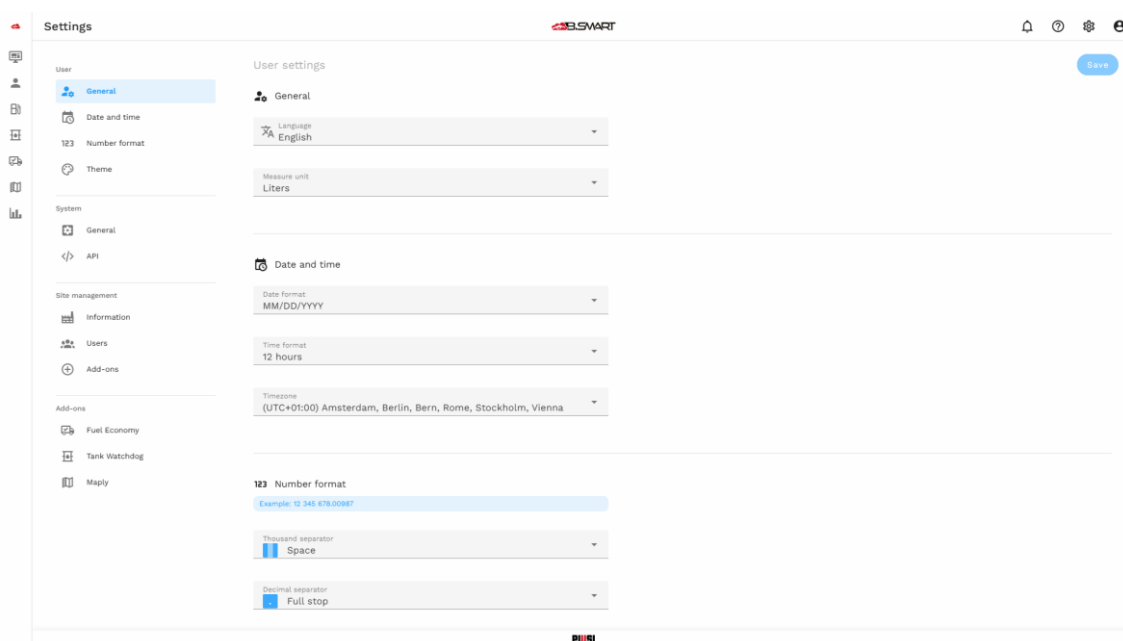 Settings
B.SMART
User
General
Date and time
123 Number format
Theme
System
General
</> API
Site management
Information
Users
Add-ons
Add-ons
Fuel Economy
Tank Watchdog
Maply
User settings
Save
General
Language
English
Measure unit
Liters
Date and time
Date format
MM/DD/YYYY
Time format
12 hours
Timezone
(UTC+01:00) Amsterdam, Berlin, Bern, Rome, Stockholm, Vienna
123 Number format
Example: 12 345 678.00987
Thousand separator
Space
Decimal separator
Full stop
PIUSI